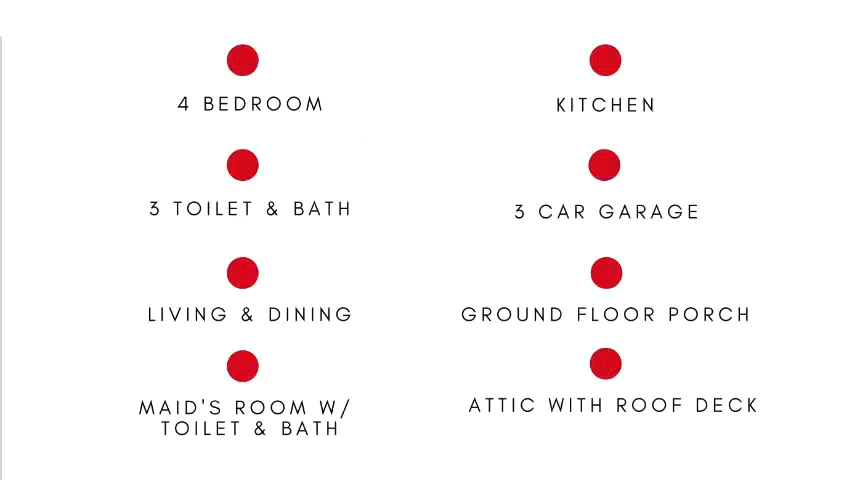 4 BEDROOM
3 TOILET & BATH
LIVING & DINING
MAID'S ROOM W/
TOILET & BATH
KITCHEN
3 CAR GARAGE
GROUND FLOOR PORCH
ATTIC WITH ROOF DECK